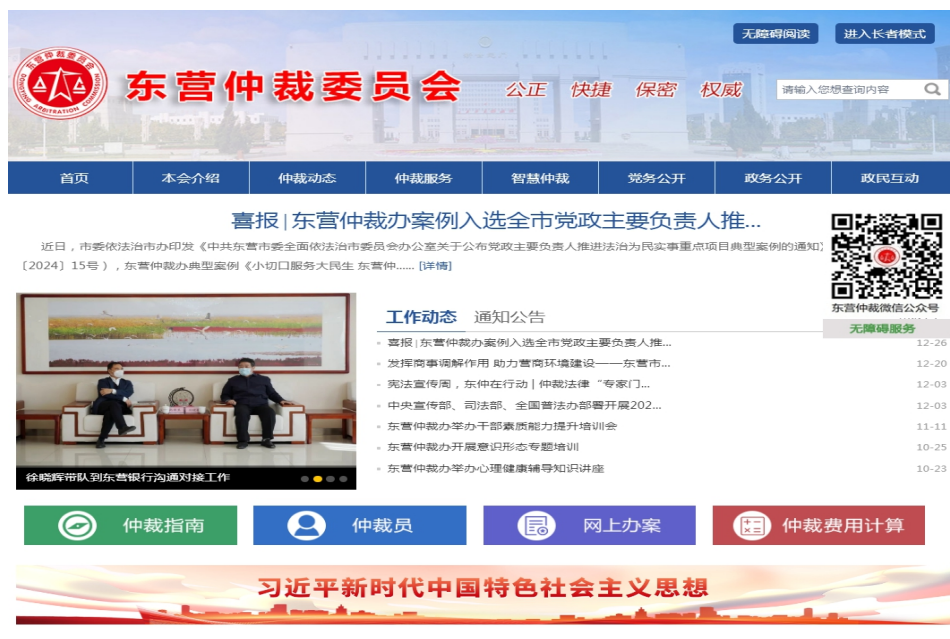 无障碍阅读 进入长者模式
东营仲裁委员会
DONGYING ARBITRATION COMMISSION
东营仲裁委员会 公正 快捷 保密 权威
请输入您想查询内容
首页 本会介绍 仲裁动态 仲裁服务 智慧仲裁 党务公开 政务公开 政民互动
喜报|东营仲裁办案例入选全市党政主要负责人推...
近日，市委依法治市办印发《中共东营市委全面依法治市委员会办公室关于公布党政主要负责人推进法治为民实事重点项目典型案例的通知》
〔2024〕15号），东营仲裁办典型案例《小切口服务大民生 东营仲...... [详情]
东营仲裁微信公众号
无障碍服务
徐晓辉带队到东营银行沟通对接工作
工作动态 通知公告
喜报|东营仲裁办案例入选全市党政主要负责人推... 12-26
发挥商事调解作用 助力营商环境建设——东营市... 12-20
宪法宣传周，东仲在行动 | 仲裁法律“专家门... 12-03
中央宣传部、司法部、全国普法办部署开展202... 12-03
东营仲裁办举办干部素质能力提升培训会 11-11
东营仲裁办开展意识形态专题培训 10-25
东营仲裁办举办心理健康辅导知识讲座 10-23
仲裁指南 仲裁员 网上办案 仲裁费用计算
习近平新时代中国特色社会主义思想